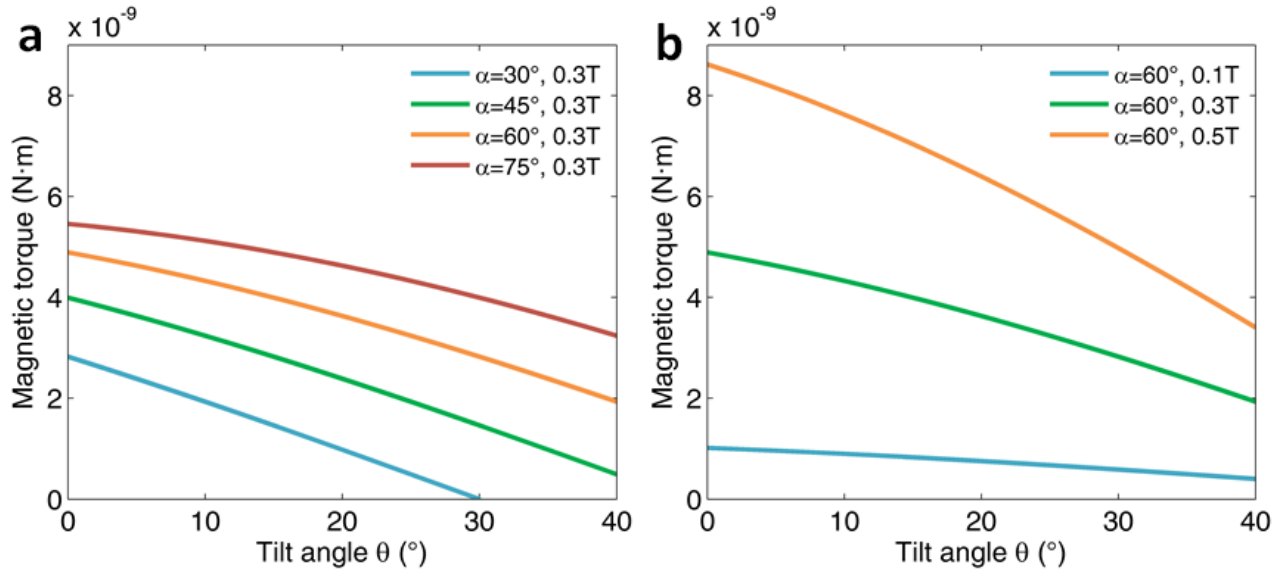 a
x 10⁻⁹
α=30°, 0.3T
α=45°, 0.3T
α=60°, 0.3T
α=75°, 0.3T
8
6
4
2
0
Magnetic torque (N·m)
0 10 20 30 40
Tilt angle θ (°)
b
x 10⁻⁹
α=60°, 0.1T
α=60°, 0.3T
α=60°, 0.5T
8
6
4
2
0
Magnetic torque (N·m)
0 10 20 30 40
Tilt angle θ (°)